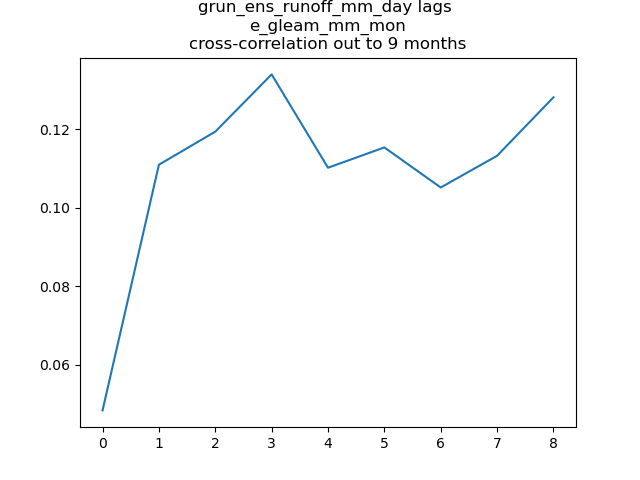 grun_ens_runoff_mm_day lags
e_gleam_mm_mon
cross-correlation out to 9 months
0.12
0.10
0.08
0.06
0 1 2 3 4 5 6 7 8